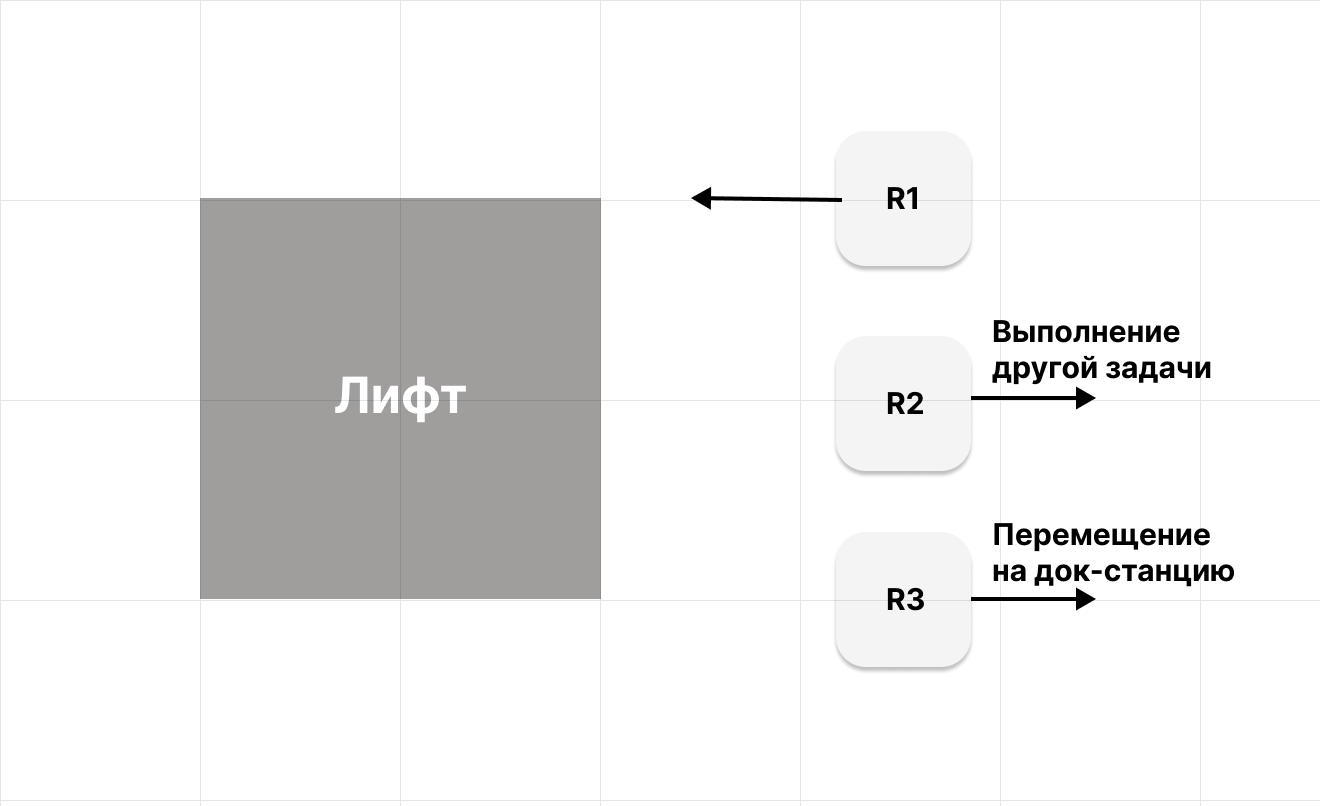 R1
Выполнение
другой задачи
Лифт
R2
Перемещение
на док-станцию
R3